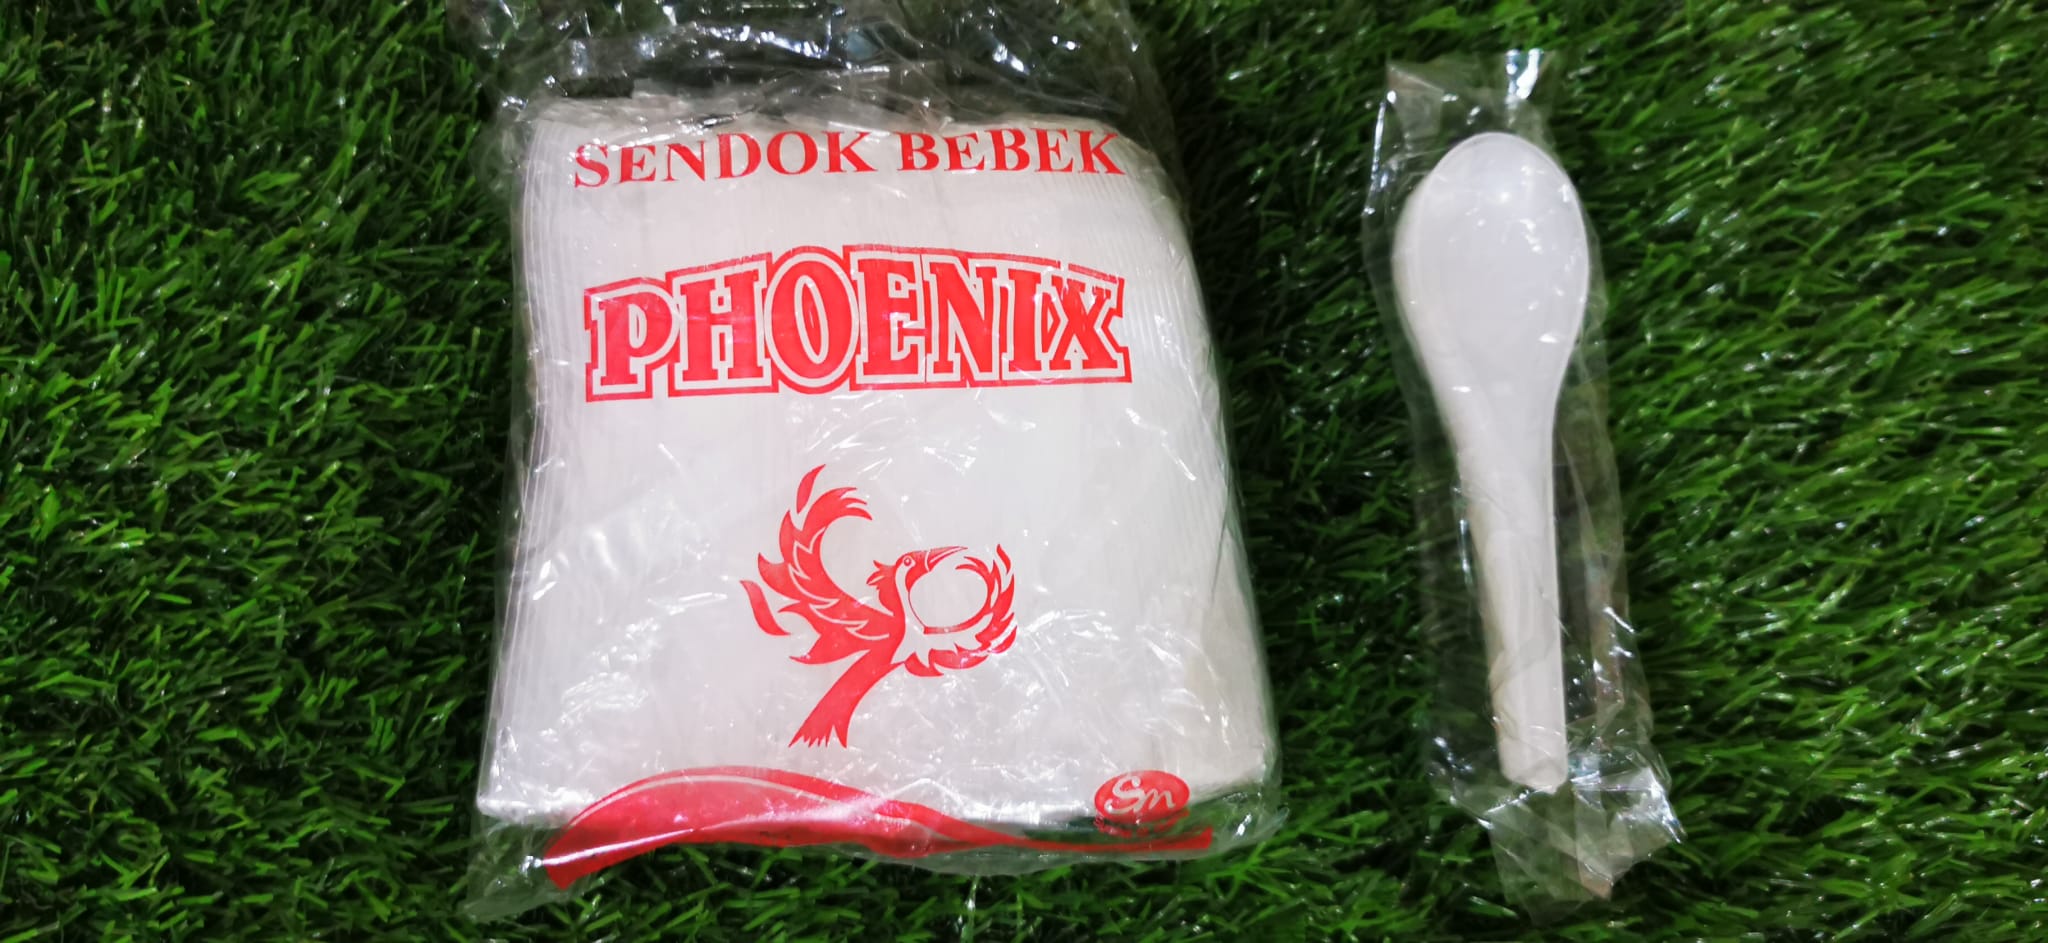 SENDOK BEBEK
PHOENIX
Sm